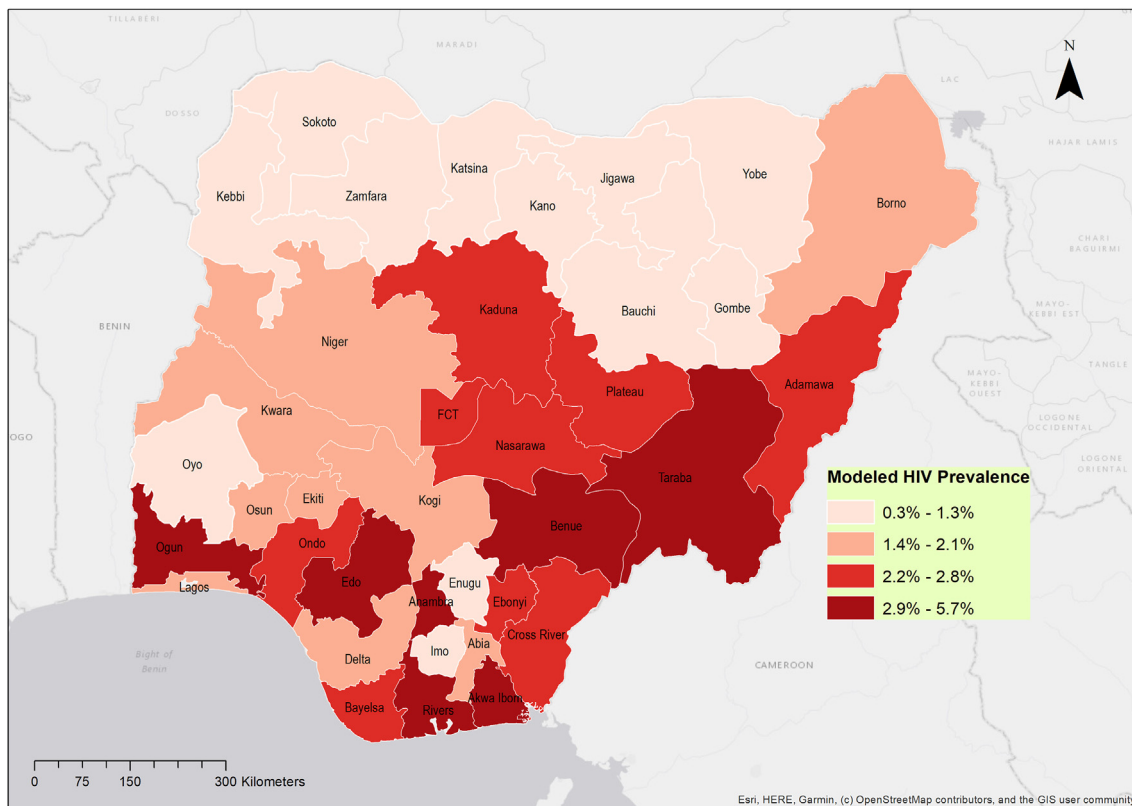 TILLABERI
MARADI
N
LAC
DOSSO
HAJAR LAMIS
Sokoto
Katsina
Jigawa
Yobe
Kebbi
Zamfara
Kano
Borno
CHARI
BAGUIRMI
Kaduna
Bauchi
Gombe
MAYO-
KEBBI EST
BENIN
Niger
MAYO-
KEBBI
OUEST
TANGLE
Plateau
Adamawa
Kwara
FCT
LOGONE
OCCIDENTAL
OGO
Nasarawa
LOGONE
ORIENTAL
Oyo
Taraba
Modeled HIV Prevalence
Ekiti
Kogi
Osun
0.3% - 1.3%
Benue
1.4% - 2.1%
Ogun
Ondo
2.2% - 2.8%
Edo
Enugu
Lagos
Anambra
Ebonyi
2.9% - 5.7%
Cross River
Abia
Imo
Delta
Bight of
Benin
CAMEROON
Akwa Ibom
Bayelsa
Rivers
0 75 150 300 Kilometers
Esri, HERE, Garmin, (c) OpenStreetMap contributors, and the GIS user community